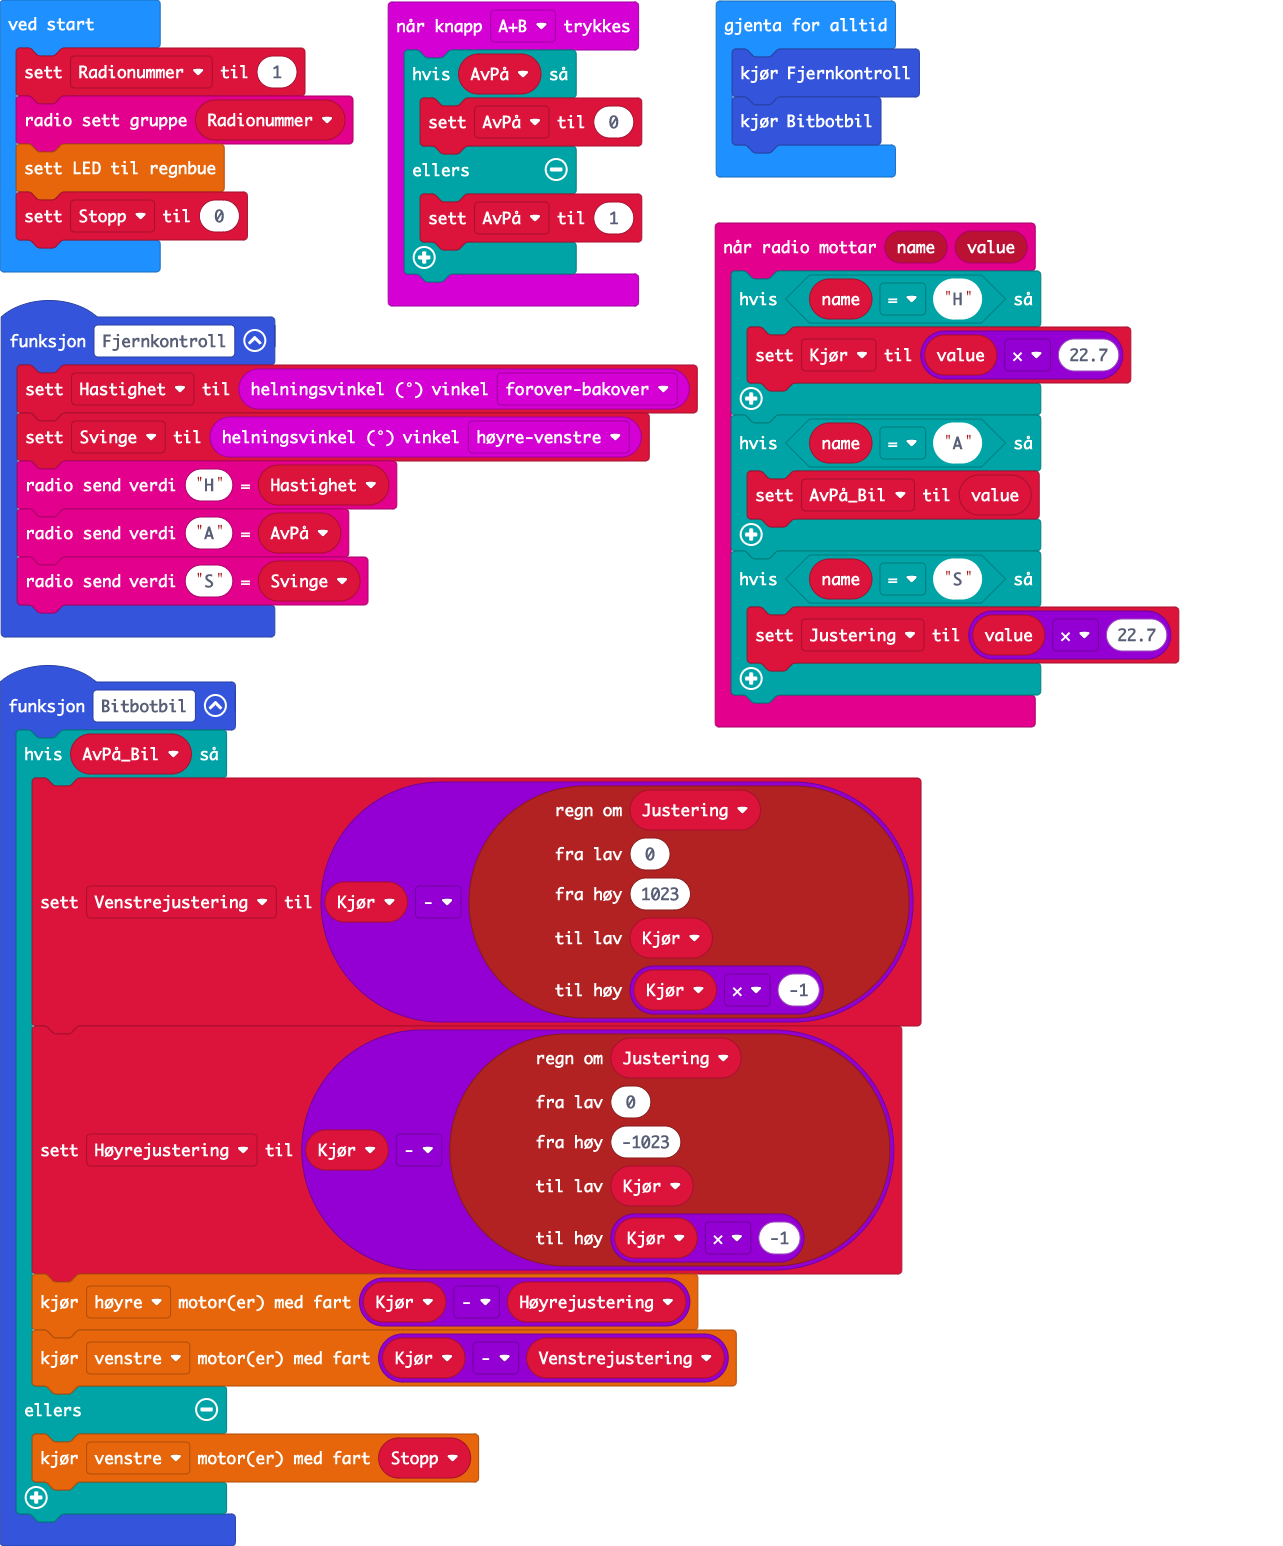 ved start
sett Radionummer til 1
radio sett gruppe Radionummer
sett LED til regnbue
sett Stopp til 0
når knapp A+B trykkes
hvis AvPå så
sett AvPå til 0
ellers
sett AvPå til 1
gjenta for alltid
kjør Fjernkontroll
kjør Bitbotbil
når radio mottar name value
hvis name = "H" så
sett Kjør til value × 22.7
hvis name = "A" så
sett AvPå_Bil til value
hvis name = "S" så
sett Justering til value × 22.7
funksjon Fjernkontroll
sett Hastighet til helningsvinkel (°) vinkel forover-bakover
sett Svinge til helningsvinkel (°) vinkel høyre-venstre
radio send verdi "H" = Hastighet
radio send verdi "A" = AvPå
radio send verdi "S" = Svinge
funksjon Bitbotbil
hvis AvPå_Bil så
sett Venstrejustering til Kjør - regn om Justering
fra lav 0
fra høy 1023
til lav Kjør
til høy Kjør × -1
sett Høyrejustering til Kjør - regn om Justering
fra lav 0
fra høy -1023
til lav Kjør
til høy Kjør × -1
kjør høyre motor(er) med fart Kjør - Høyrejustering
kjør venstre motor(er) med fart Kjør - Venstrejustering
ellers
kjør venstre motor(er) med fart Stopp